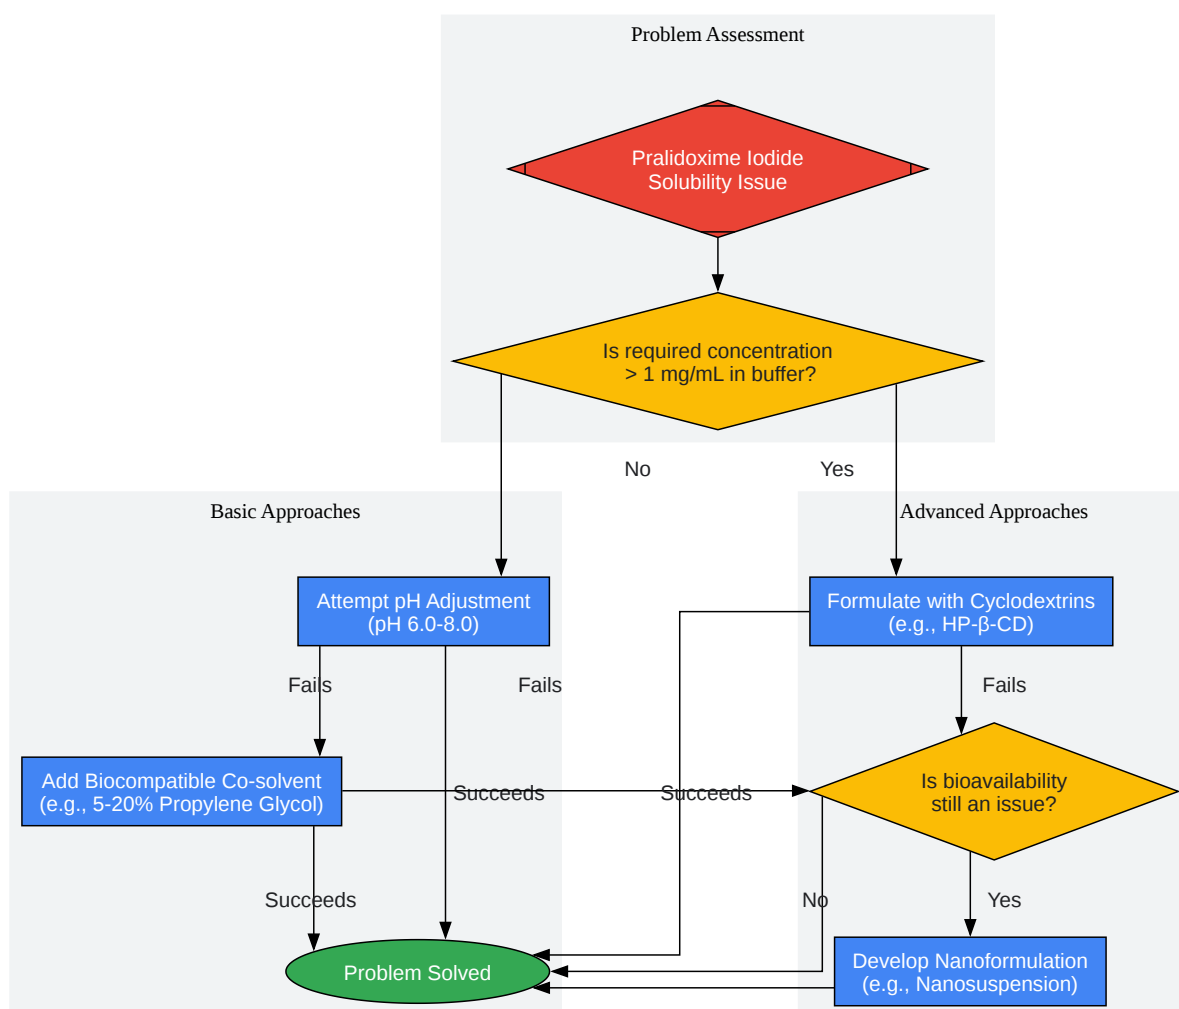 Problem Assessment
Pralidoxime Iodide
Solubility Issue
Is required concentration
> 1 mg/mL in buffer?
No
Yes
Basic Approaches
Advanced Approaches
Attempt pH Adjustment
(pH 6.0-8.0)
Formulate with Cyclodextrins
(e.g., HP-β-CD)
Fails
Fails
Fails
Add Biocompatible Co-solvent
(e.g., 5-20% Propylene Glycol)
Succeeds
Succeeds
Is bioavailability
still an issue?
Succeeds
No
Yes
Problem Solved
Develop Nanoformulation
(e.g., Nanosuspension)